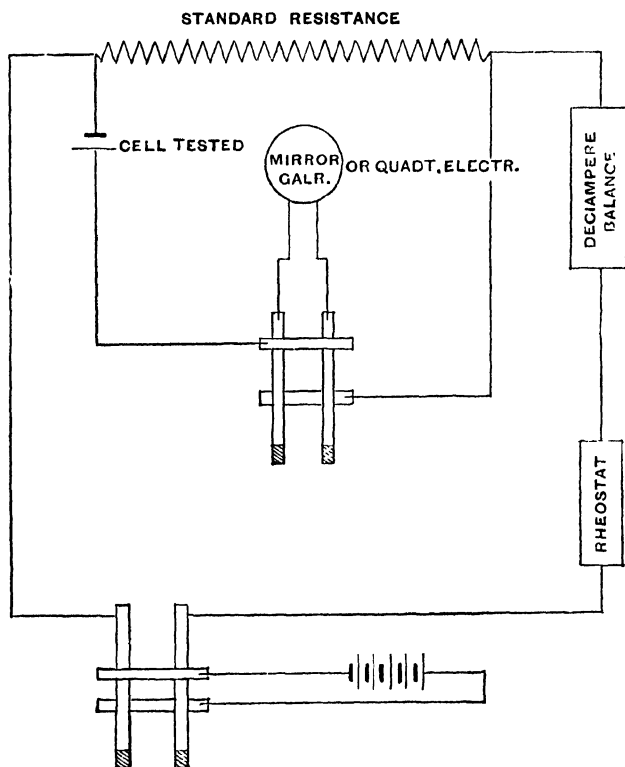 STANDARD RESISTANCE
CELL TESTED
MIRROR
GALR.
OR QUADT. ELECTR.
DECIAMPERE
BALANCE
RHEOSTAT